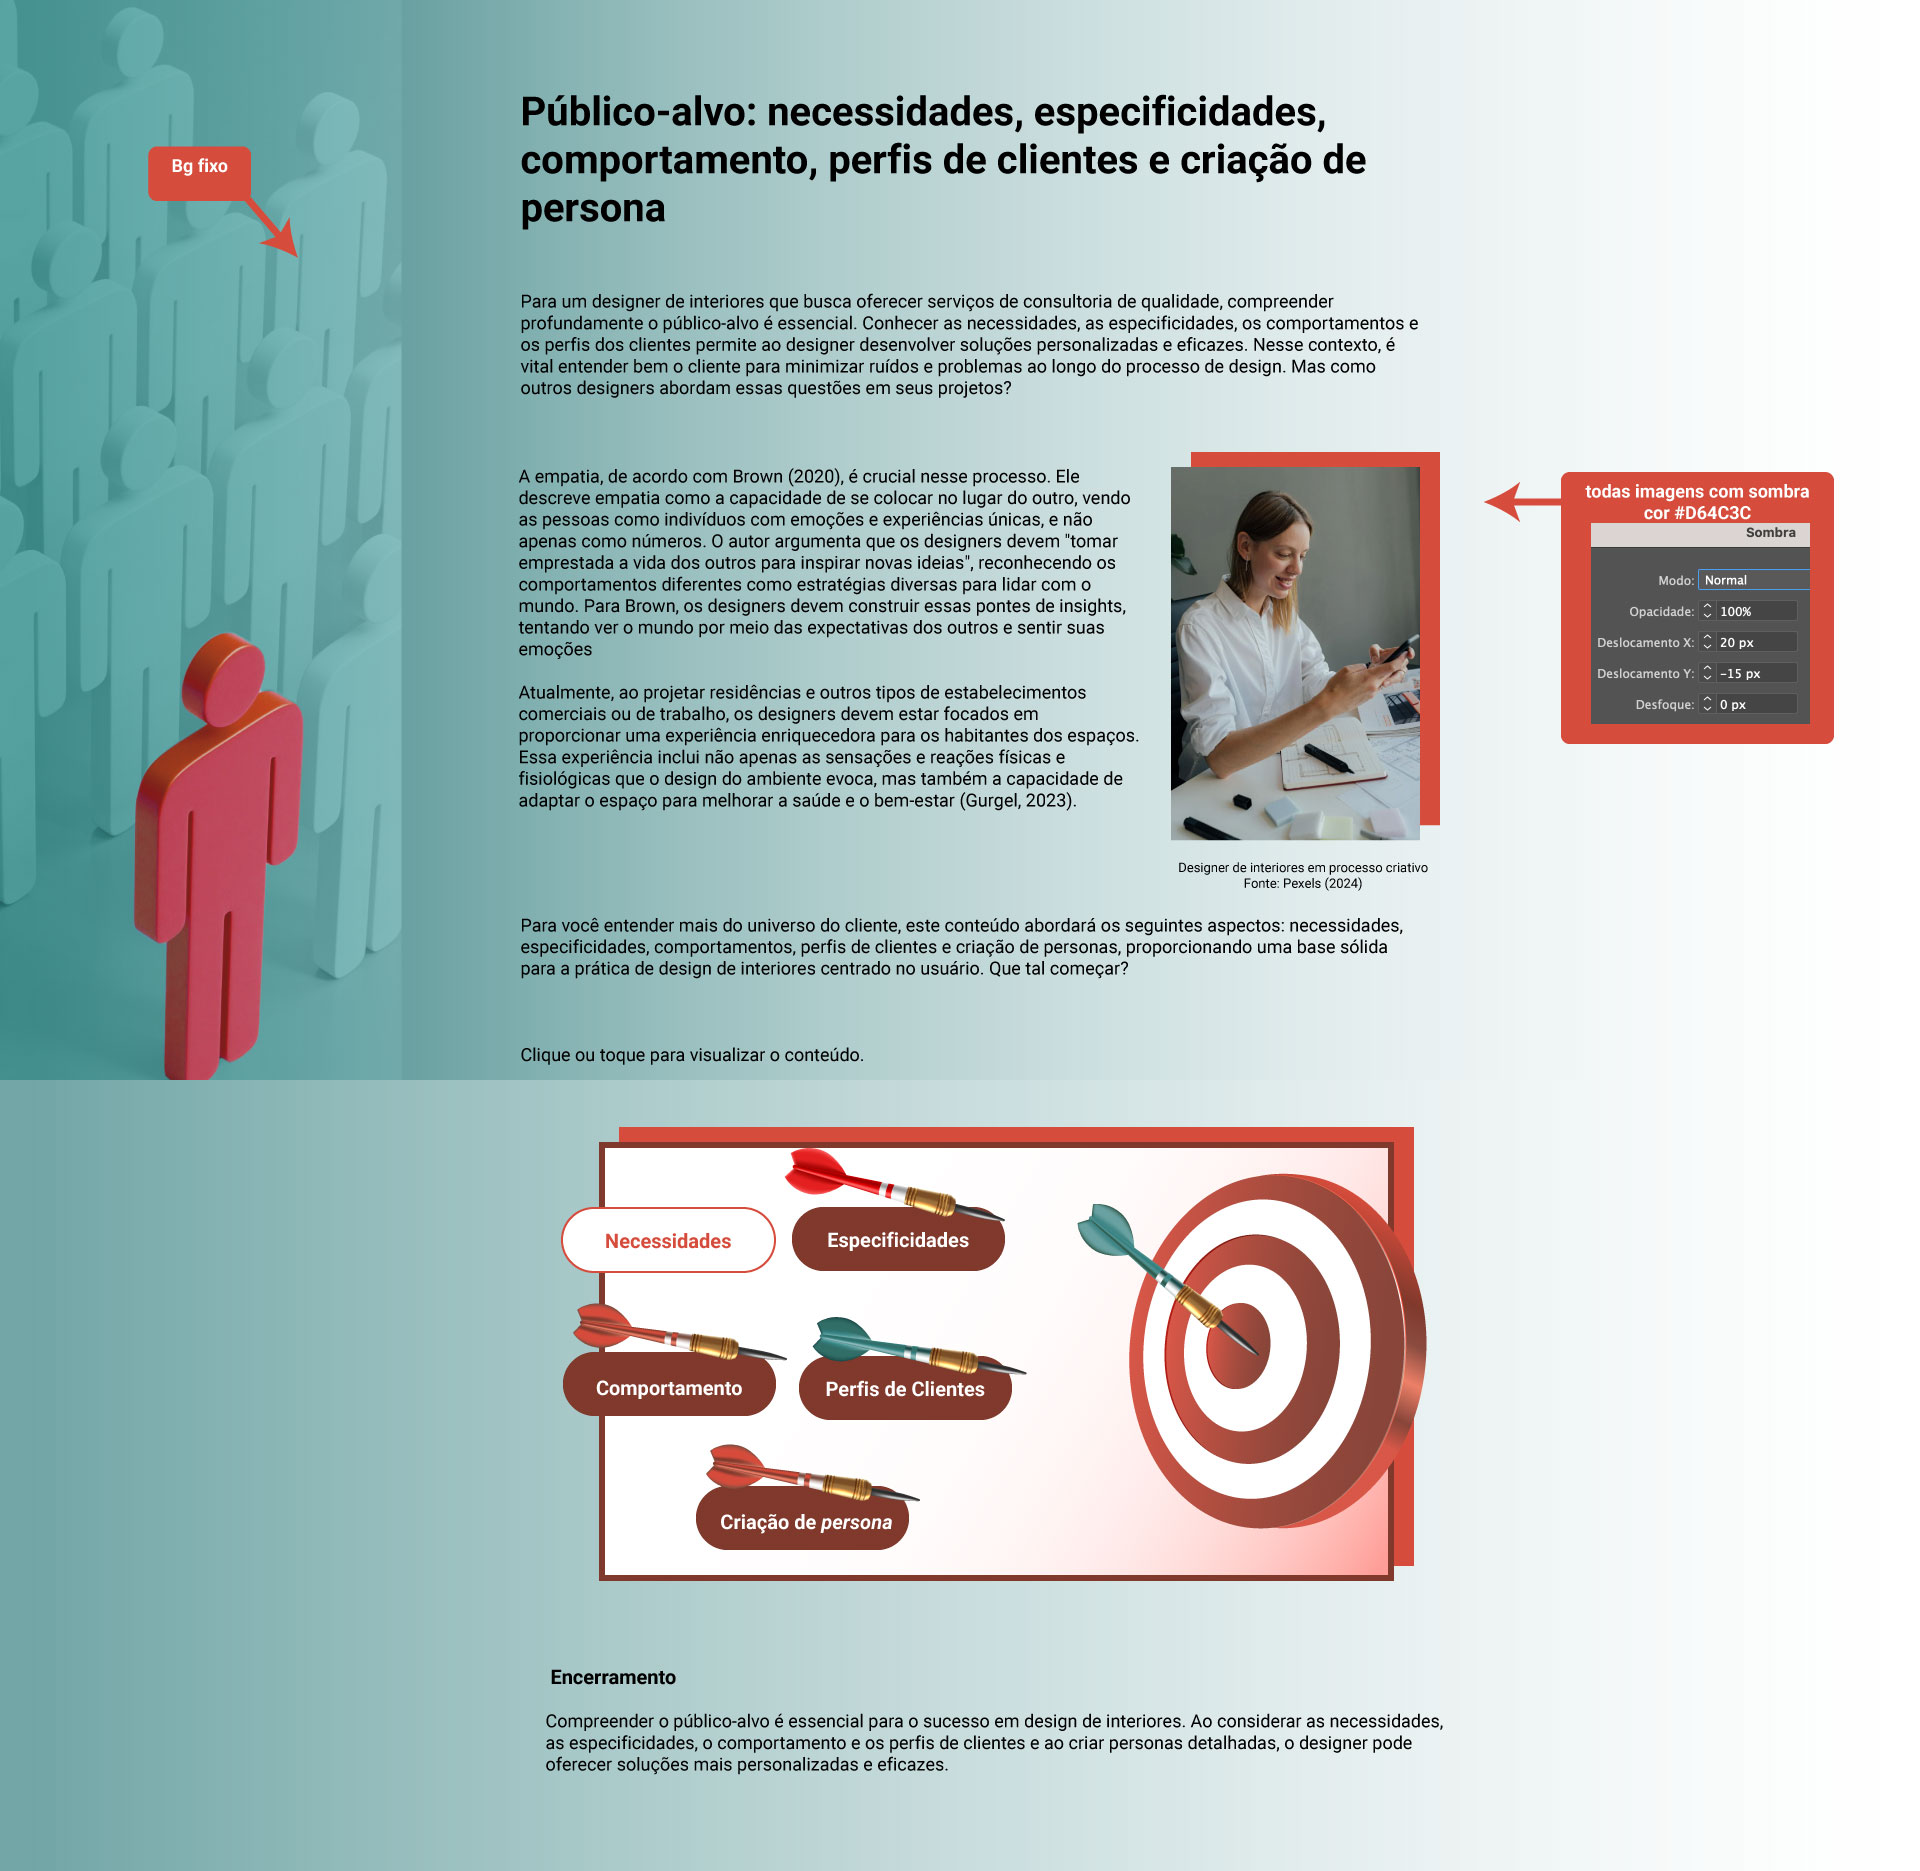 Público-alvo: necessidades, especificidades,
comportamento, perfis de clientes e criação de
persona
Bg fixo
Para um designer de interiores que busca oferecer serviços de consultoria de qualidade, compreender
profundamente o público-alvo é essencial. Conhecer as necessidades, as especificidades, os comportamentos e
os perfis dos clientes permite ao designer desenvolver soluções personalizadas e eficazes. Nesse contexto, é
vital entender bem o cliente para minimizar ruídos e problemas ao longo do processo de design. Mas como
outros designers abordam essas questões em seus projetos?
A empatia, de acordo com Brown (2020), é crucial nesse processo. Ele
descreve empatia como a capacidade de se colocar no lugar do outro, vendo
as pessoas como indivíduos com emoções e experiências únicas, e não
apenas como números. O autor argumenta que os designers devem "tomar
emprestada a vida dos outros para inspirar novas ideias", reconhecendo os
comportamentos diferentes como estratégias diversas para lidar com o
mundo. Para Brown, os designers devem construir essas pontes de insights,
tentando ver o mundo por meio das expectativas dos outros e sentir suas
emoções
Atualmente, ao projetar residências e outros tipos de estabelecimentos
comerciais ou de trabalho, os designers devem estar focados em
proporcionar uma experiência enriquecedora para os habitantes dos espaços.
Essa experiência inclui não apenas as sensações e reações físicas e
fisiológicas que o design do ambiente evoca, mas também a capacidade de
adaptar o espaço para melhorar a saúde e o bem-estar (Gurgel, 2023).
Designer de interiores em processo criativo
Fonte: Pexels (2024)
todas imagens com sombra
cor #D64C3C
Sombra
Modo: Normal
Opacidade: 100%
Deslocamento X: 20 px
Deslocamento Y: -15 px
Desfoque: 0 px
Para você entender mais do universo do cliente, este conteúdo abordará os seguintes aspectos: necessidades,
especificidades, comportamentos, perfis de clientes e criação de personas, proporcionando uma base sólida
para a prática de design de interiores centrado no usuário. Que tal começar?
Clique ou toque para visualizar o conteúdo.
Necessidades
Especificidades
Comportamento
Perfis de Clientes
Criação de persona
Encerramento
Compreender o público-alvo é essencial para o sucesso em design de interiores. Ao considerar as necessidades,
as especificidades, o comportamento e os perfis de clientes e ao criar personas detalhadas, o designer pode
oferecer soluções mais personalizadas e eficazes.